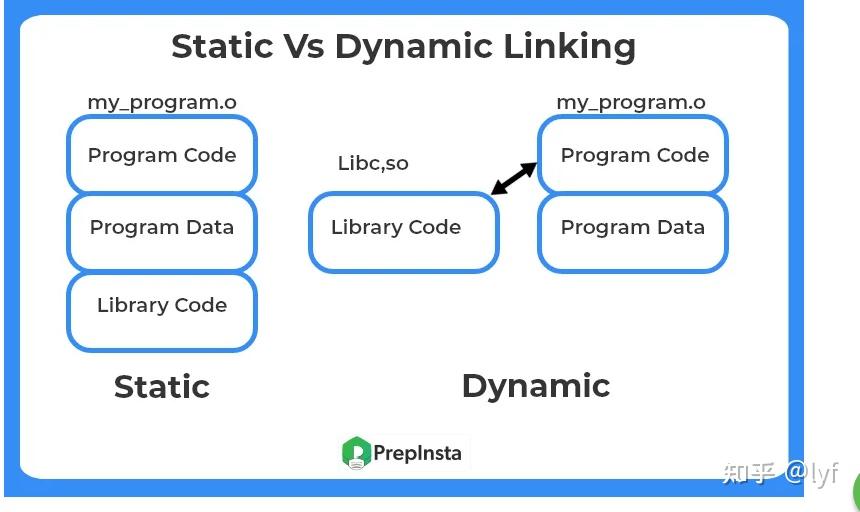 Static Vs Dynamic Linking
my_program.o
Program Code
Program Data
Library Code
Static
Libc,so
Library Code
my_program.o
Program Code
Program Data
Dynamic
PrepInsta
知乎 @lyf